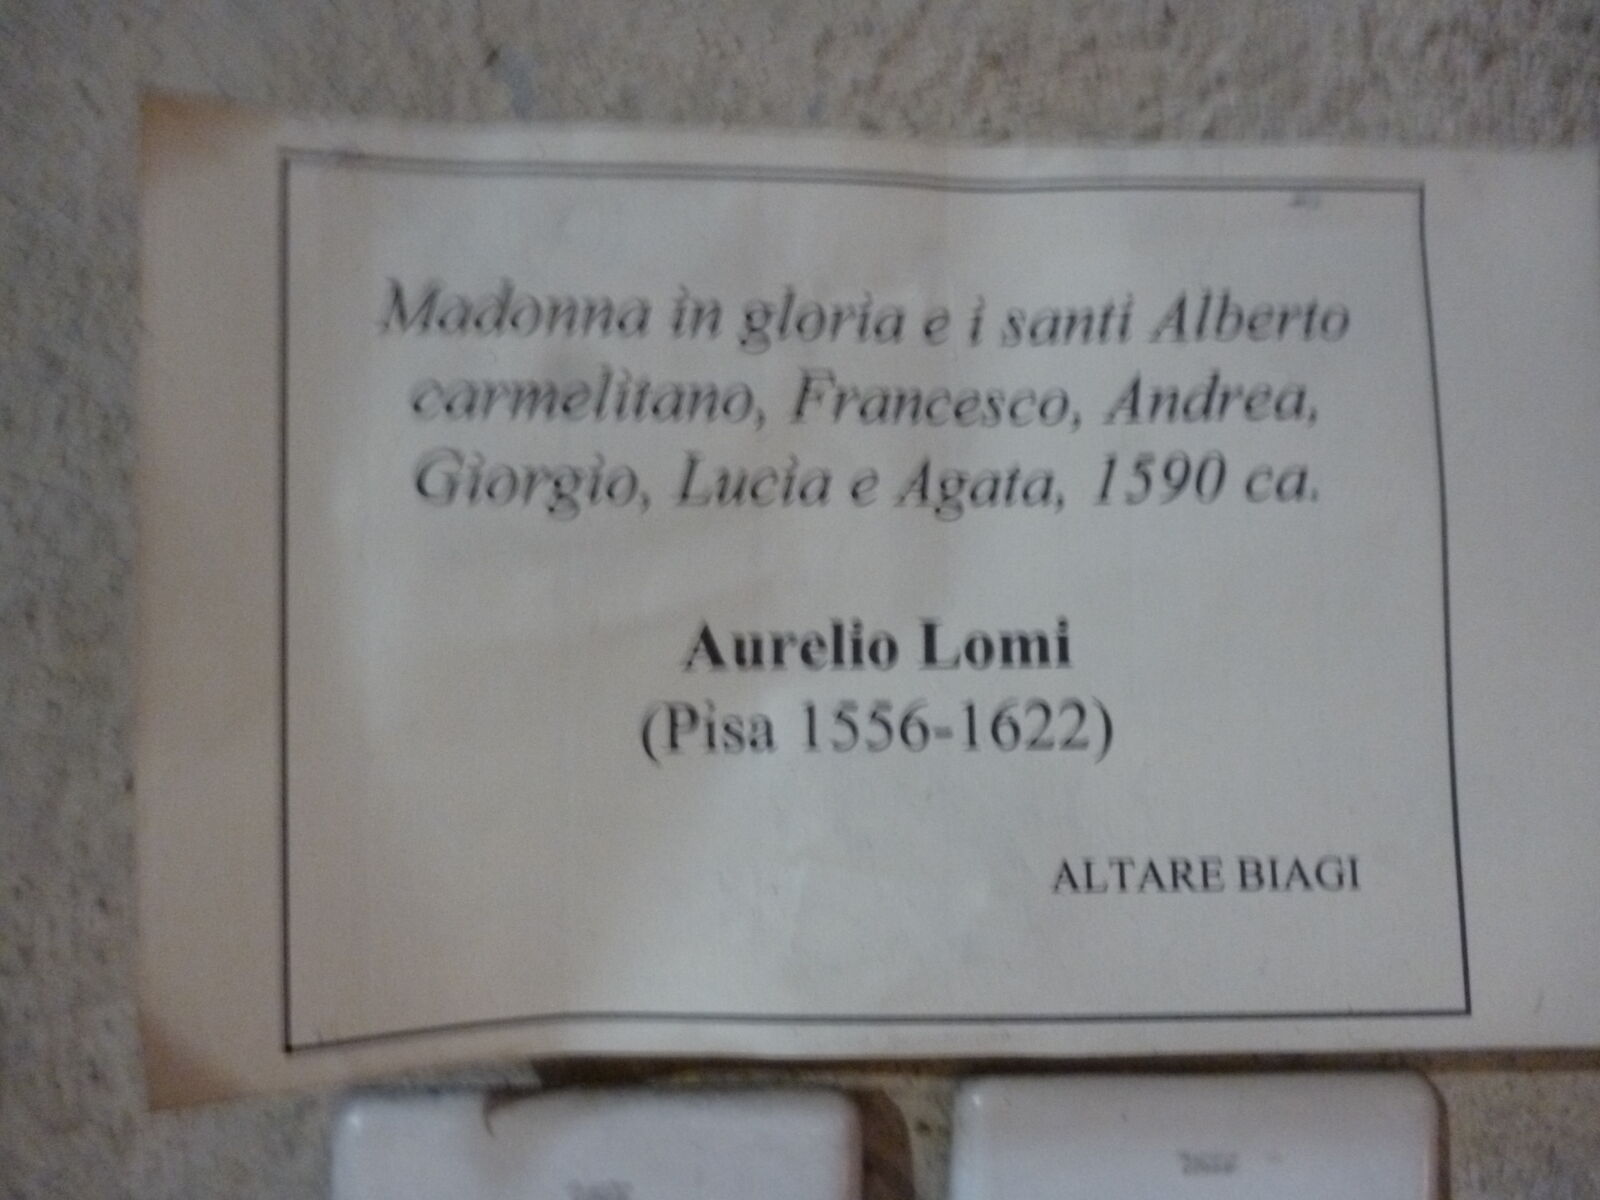 Madonna in gloria e i santi Alberto
carmelitano, Francesco, Andrea,
Giorgio, Lucia e Agata, 1590 ca.
Aurelio Lomi
(Pisa 1556-1622)
ALTARE BIAGI